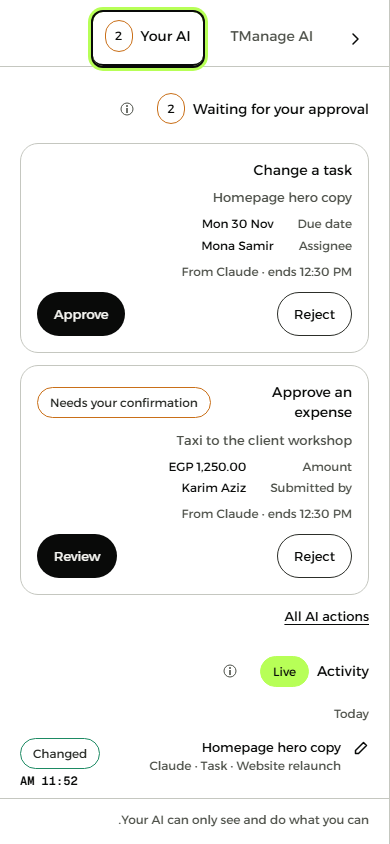 2 Your AI
TManage AI
2 Waiting for your approval
Change a task
Homepage hero copy
Due date Mon 30 Nov
Assignee Mona Samir
From Claude · ends 12:30 PM
Reject
Approve
Approve an
expense
Needs your confirmation
Taxi to the client workshop
Amount EGP 1,250.00
Submitted by Karim Aziz
From Claude · ends 12:30 PM
Reject
Review
All AI actions
Activity Live
Today
Homepage hero copy
Claude · Task · Website relaunch
Changed
AM 11:52
.Your AI can only see and do what you can